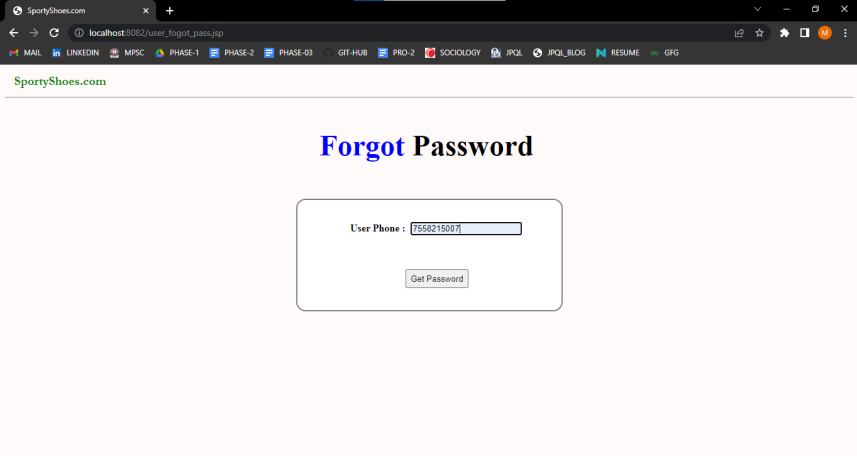 SportyShoes.com
localhost:8082/user_fogot_pass.jsp
M
MAIL LINKEDIN MPSC PHASE-1 PHASE-2 PHASE-03 GIT-HUB PRO-2 SOCIOLOGY JPQL JPQL_BLOG RESUME GFG
SportyShoes.com
Forgot Password
User Phone : 7558215007
Get Password